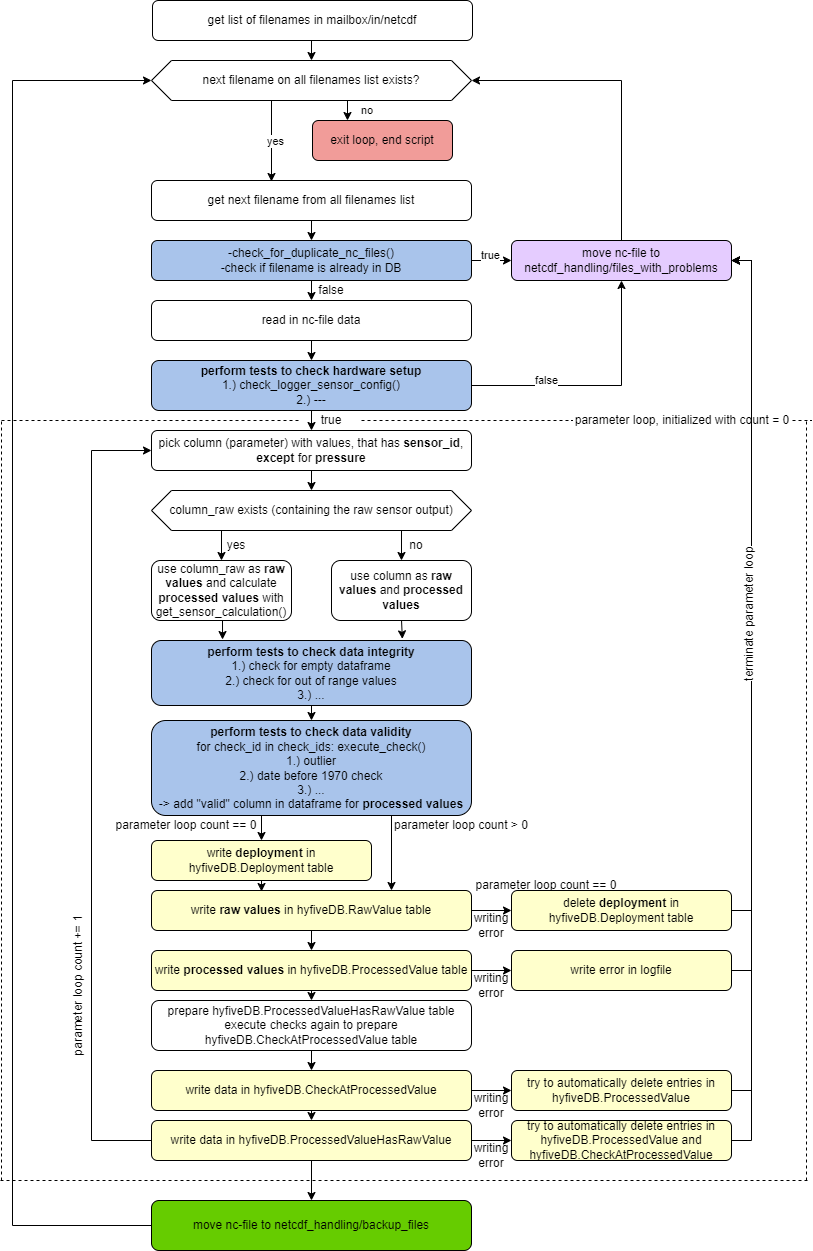 get list of filenames in mailbox/in/netcdf
next filename on all filenames list exists?
no
yes
exit loop, end script
get next filename from all filenames list
-check_for_duplicate_nc_files()
-check if filename is already in DB
true
move nc-file to
netcdf_handling/files_with_problems
false
read in nc-file data
perform tests to check hardware setup
1.) check_logger_sensor_config()
2.) ---
false
true
parameter loop, initialized with count = 0
pick column (parameter) with values, that has sensor_id,
except for pressure
column_raw exists (containing the raw sensor output)
yes
no
use column_raw as raw
values and calculate
processed values with
get_sensor_calculation()
use column as raw
values and processed
values
terminate parameter loop
perform tests to check data integrity
1.) check for empty dataframe
2.) check for out of range values
3.) ...
perform tests to check data validity
for check_id in check_ids: execute_check()
1.) outlier
2.) date before 1970 check
3.) ...
-> add "valid" column in dataframe for processed values
parameter loop count == 0
parameter loop count > 0
write deployment in
hyfiveDB.Deployment table
parameter loop count == 0
write raw values in hyfiveDB.RawValue table
writing
error
delete deployment in
hyfiveDB.Deployment table
parameter loop count += 1
write processed values in hyfiveDB.ProcessedValue table
writing
error
write error in logfile
prepare hyfiveDB.ProcessedValueHasRawValue table
execute checks again to prepare
hyfiveDB.CheckAtProcessedValue table
write data in hyfiveDB.CheckAtProcessedValue
writing
error
try to automatically delete entries in
hyfiveDB.ProcessedValue
write data in hyfiveDB.ProcessedValueHasRawValue
writing
error
try to automatically delete entries in
hyfiveDB.ProcessedValue and
hyfiveDB.CheckAtProcessedValue
move nc-file to netcdf_handling/backup_files